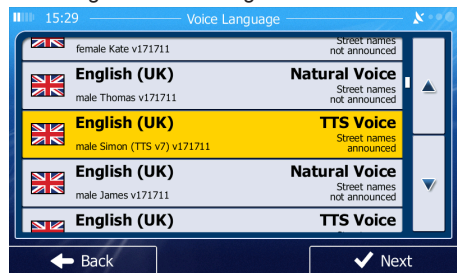 15:29 Voice Language
female Kate v171711 Street names
not announced
English (UK) Natural Voice
male Thomas v171711 Street names
not announced
English (UK) TTS Voice
male Simon (TTS v7) v171711 Street names
announced
English (UK) Natural Voice
male James v171711 Street names
not announced
English (UK) TTS Voice
Back Next